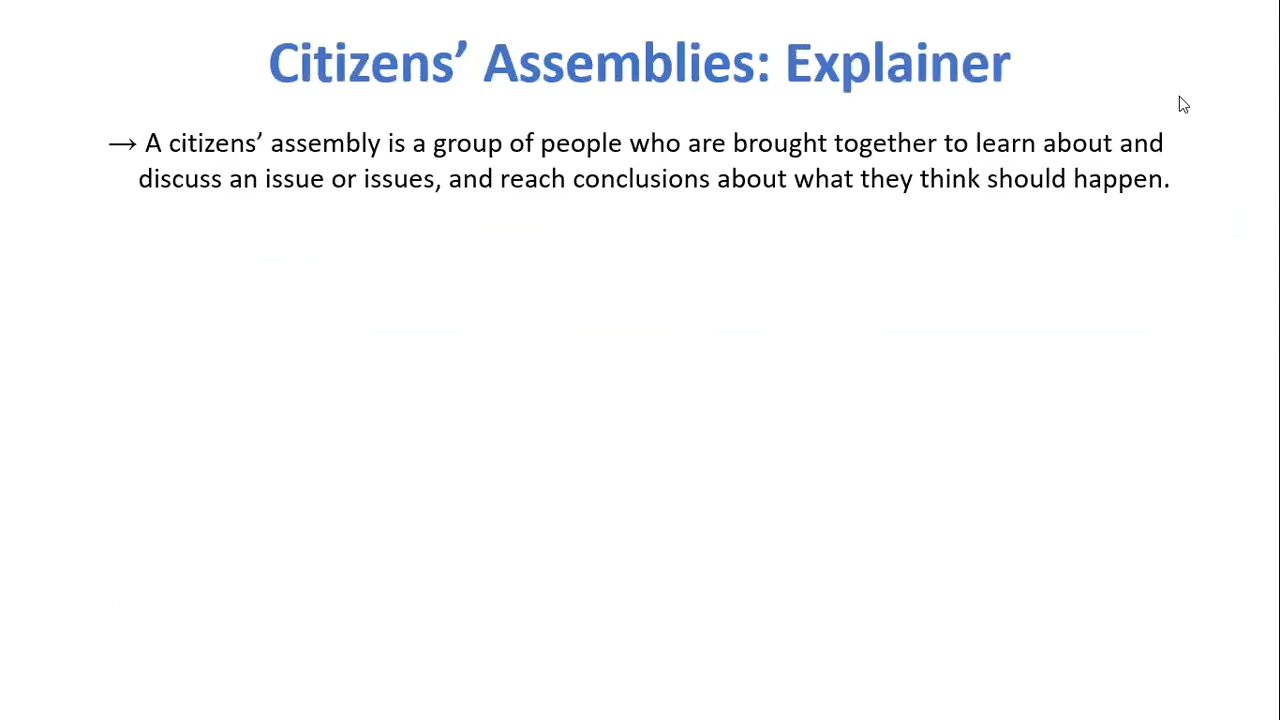 Citizens’ Assemblies: Explainer
→ A citizens’ assembly is a group of people who are brought together to learn about and
discuss an issue or issues, and reach conclusions about what they think should happen.